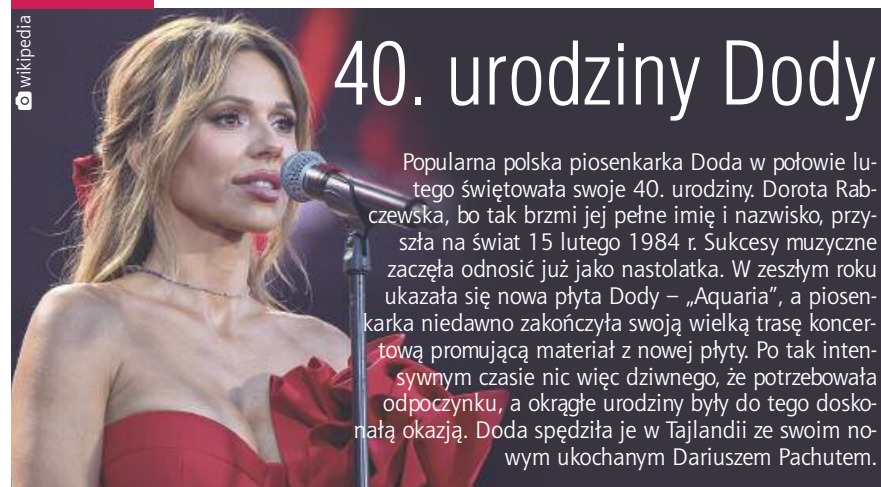 wikipedia
40. urodziny Dody
Popularna polska piosenkarka Doda w połowie lu-
tego świętowała swoje 40. urodziny. Dorota Rab-
czewska, bo tak brzmi jej pełne imię i nazwisko, przy-
szła na świat 15 lutego 1984 r. Sukcesy muzyczne
zaczęła odnosić już jako nastolatka. W zeszłym roku
ukazała się nowa płyta Dody – „Aquaria”, a piosen-
karka niedawno zakończyła swoją wielką trasę koncer-
tową promującą materiał z nowej płyty. Po tak inten-
sywnym czasie nic więc dziwnego, że potrzebowała
odpoczynku, a okrągłe urodziny były do tego dosko-
nałą okazją. Doda spędziła je w Tajlandii ze swoim no-
wym ukochanym Dariuszem Pachutem.